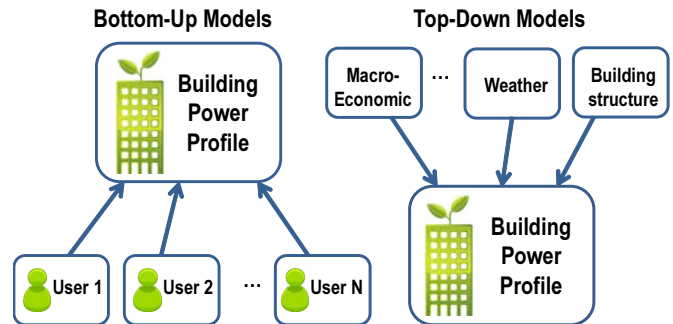 Bottom-Up Models
Building
Power
Profile
User 1
User 2
...
User N
Top-Down Models
Macro-
Economic
...
Weather
Building
structure
Building
Power
Profile